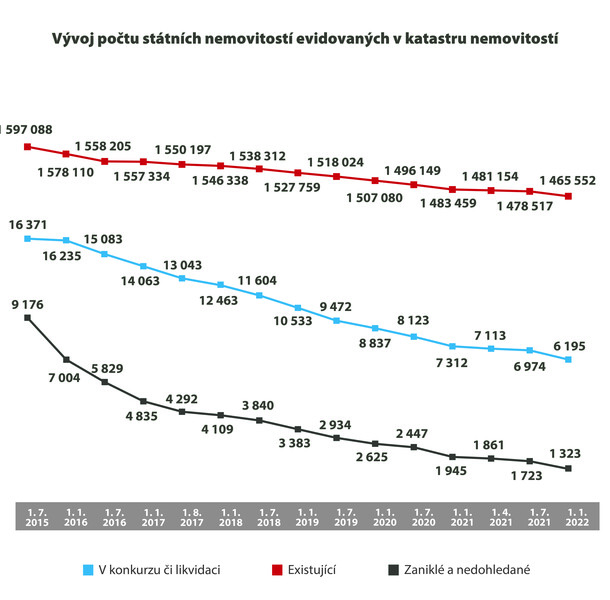 Vývoj počtu státních nemovitostí evidovaných v katastru nemovitostí
597 088
1 578 110
1 558 205
1 557 334
1 550 197
1 546 338
1 538 312
1 527 759
1 518 024
1 507 080
1 496 149
1 483 459
1 481 154
1 478 517
1 465 552
16 371
16 235
15 083
14 063
13 043
12 463
11 604
10 533
9 472
8 837
8 123
7 312
7 113
6 974
6 195
9 176
7 004
5 829
4 835
4 292
4 109
3 840
3 383
2 934
2 625
2 447
1 945
1 861
1 723
1 323
1. 7. 2015
1. 1. 2016
1. 7. 2016
1. 1. 2017
1. 8. 2017
1. 1. 2018
1. 7. 2018
1. 1. 2019
1. 7. 2019
1. 1. 2020
1. 7. 2020
1. 1. 2021
1. 4. 2021
1. 7. 2021
1. 1. 2022
V konkurzu či likvidaci
Existující
Zaniklé a nedohledané